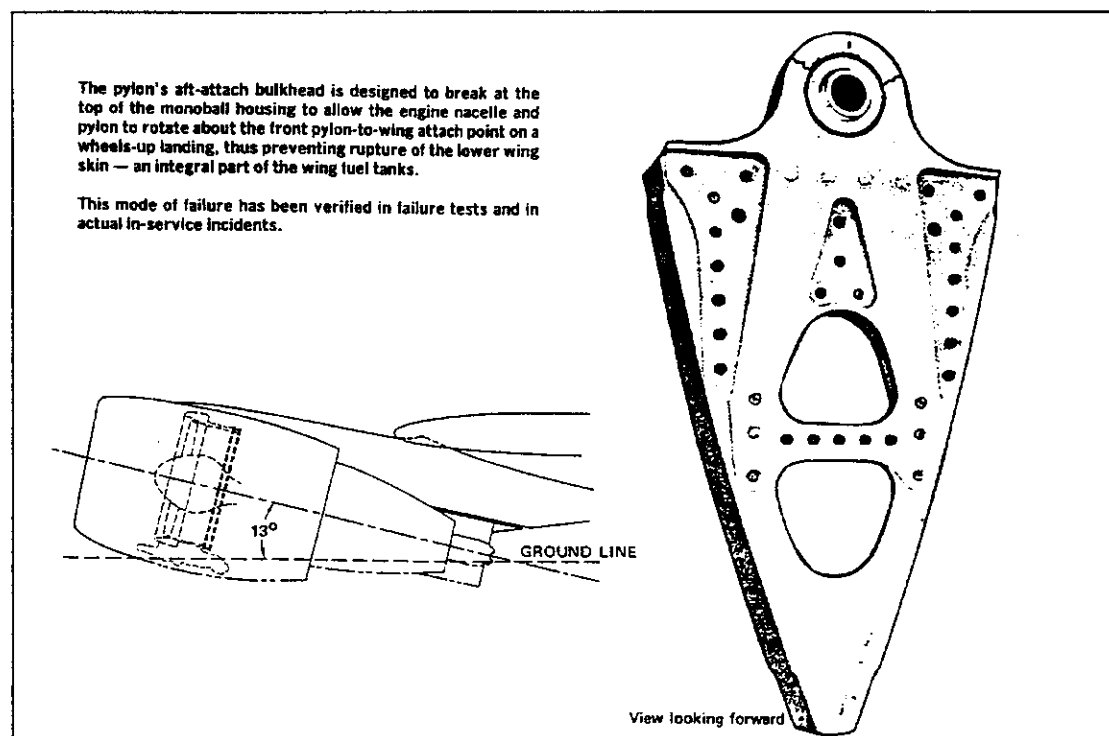 The pylon's aft-attach bulkhead is designed to break at the
top of the monoball housing to allow the engine nacelle and
pylon to rotate about the front pylon-to-wing attach point on a
wheels-up landing, thus preventing rupture of the lower wing
skin — an integral part of the wing fuel tanks.
This mode of failure has been verified in failure tests and in
actual in-service incidents.
13°
GROUND LINE
View looking forward